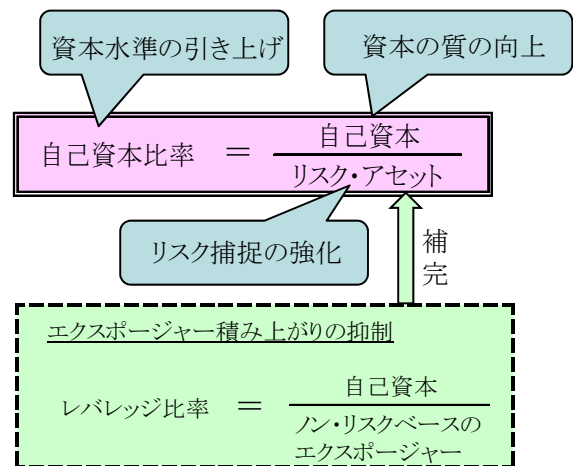 資本水準の引き上げ
資本の質の向上
自己資本比率 ＝ 自己資本
リスク・アセット
リスク捕捉の強化
補
完
エクスポージャー積み上がりの抑制
レバレッジ比率 ＝ 自己資本
ノン・リスクベースの
エクスポージャー